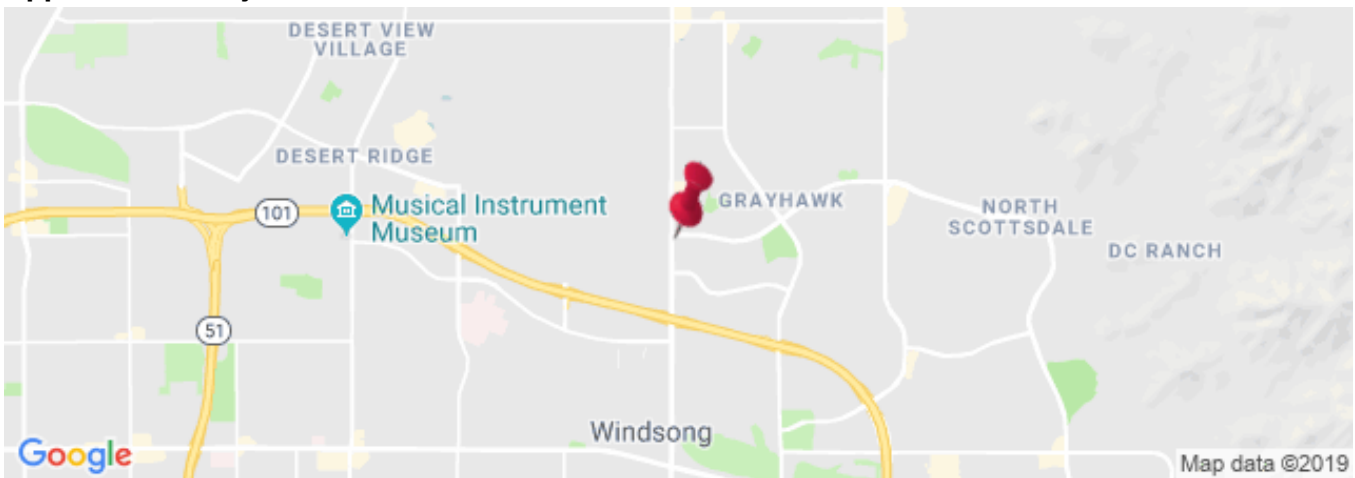 DESERT VIEW
VILLAGE
DESERT RIDGE
101
Musical Instrument
Museum
GRAYHAWK
NORTH
SCOTTSDALE
DC RANCH
51
Windsong
Google
Map data ©2019